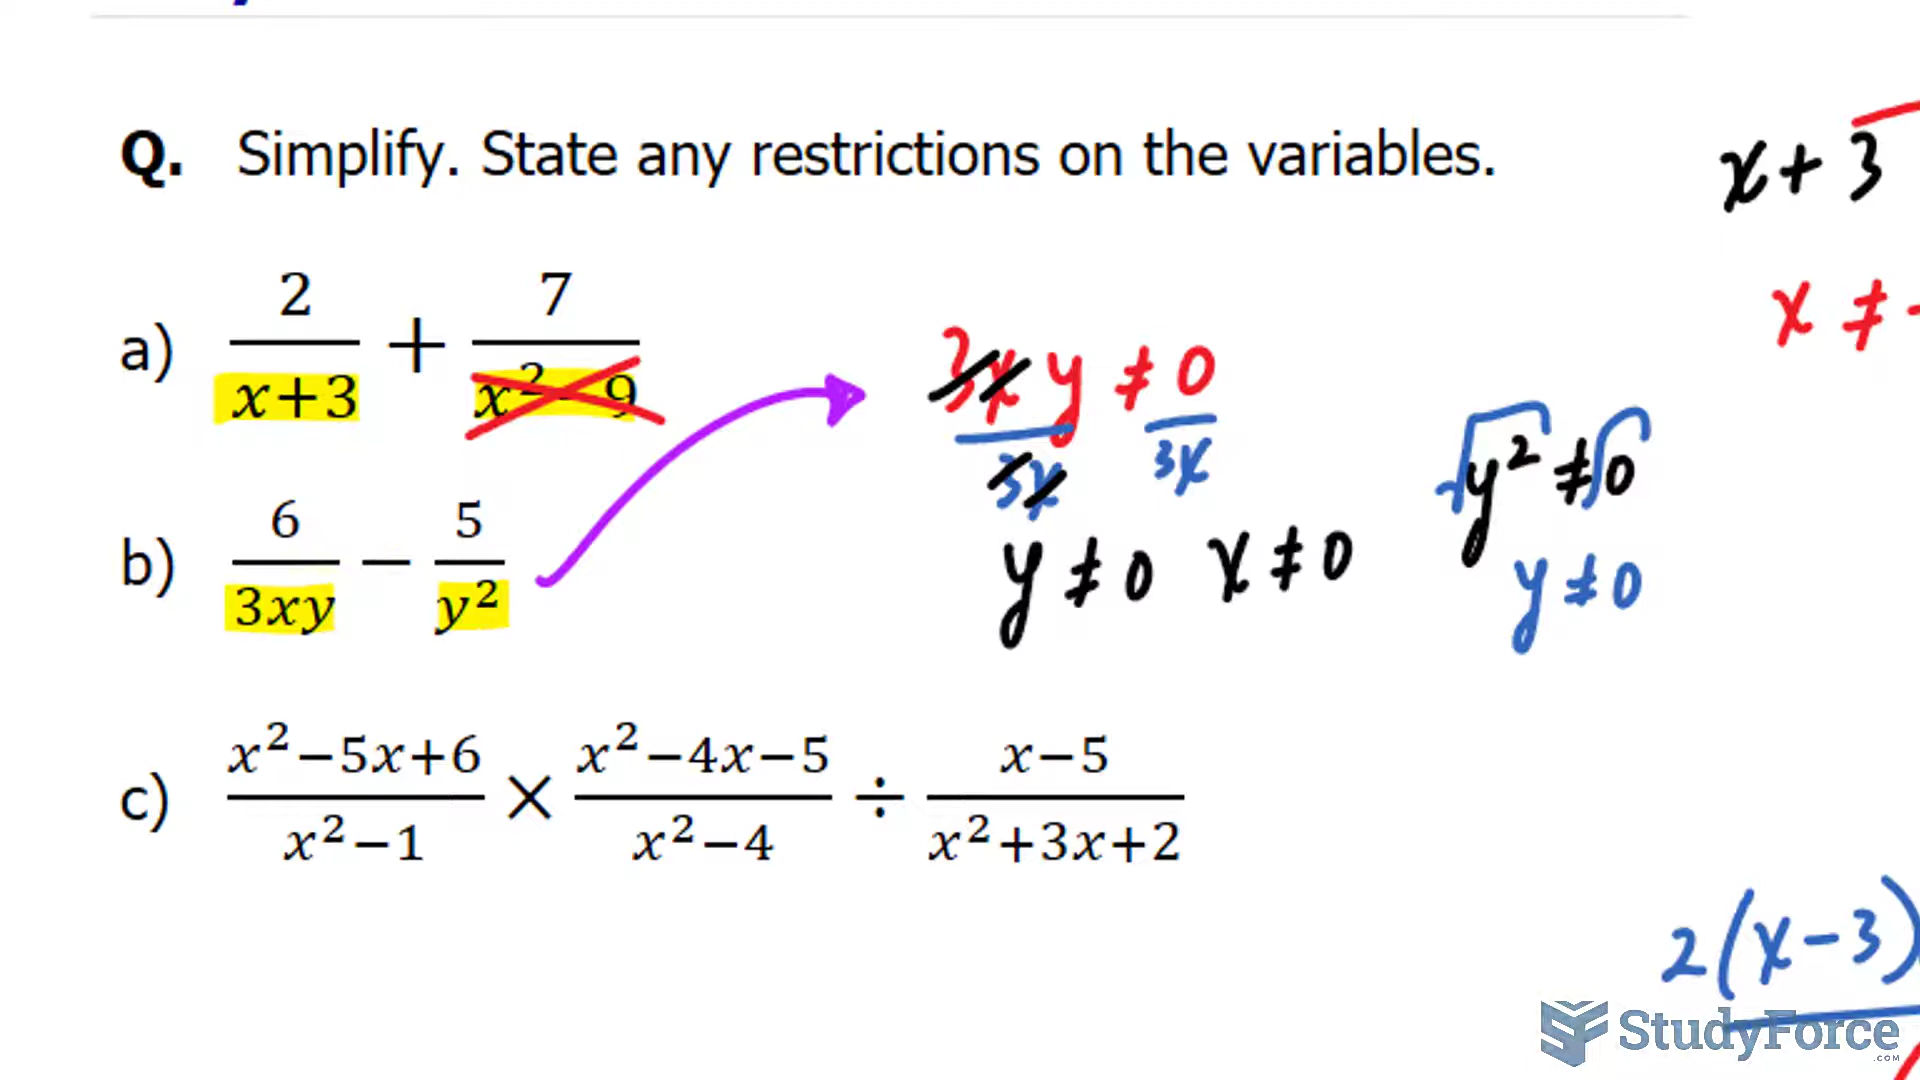 Q. Simplify. State any restrictions on the variables.
x + 3
x ≠ -
a) 2/(x+3) + 7/(x² - 9)
3xy ≠ 0
3x 3x
y² ≠ 0
b) 6/(3xy) − 5/y²
y ≠ 0 x ≠ 0
y ≠ 0
c) (x²−5x+6)/(x²−1) × (x²−4x−5)/(x²−4) ÷ (x−5)/(x²+3x+2)
2(x-3)
StudyForce
.COM